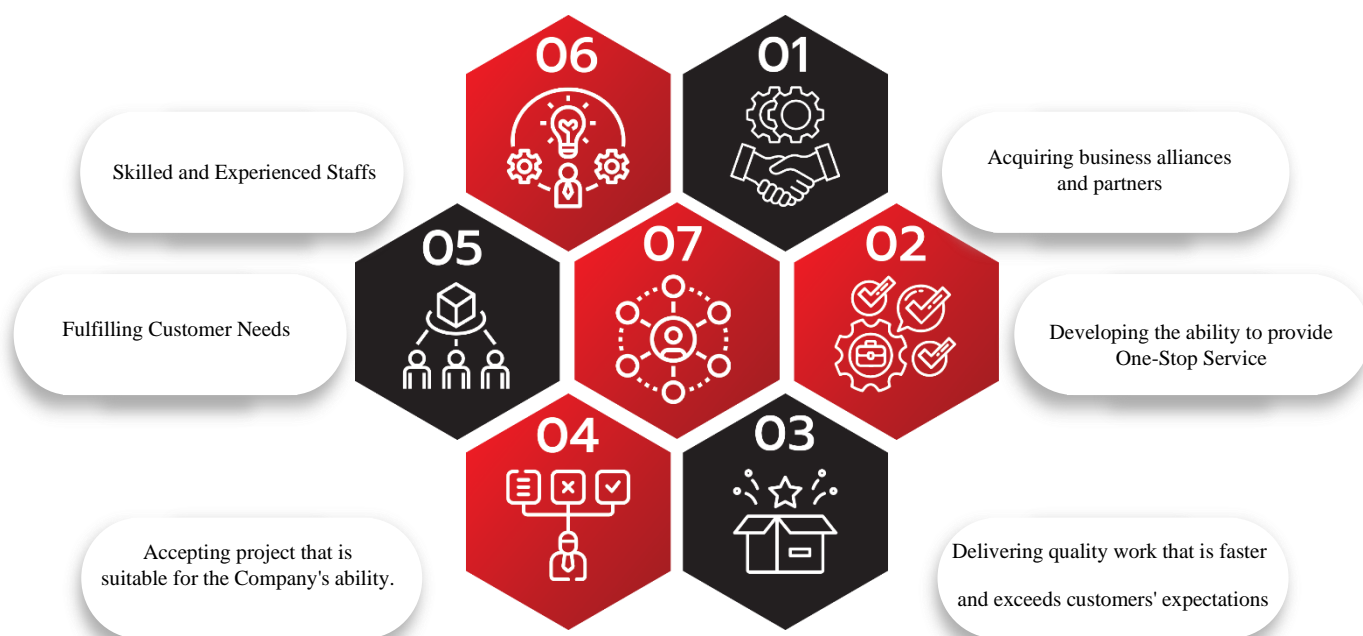 06
01
Skilled and Experienced Staffs
Acquiring business alliances
and partners
05
07
02
Fulfilling Customer Needs
Developing the ability to provide
One-Stop Service
04
03
Accepting project that is
suitable for the Company's ability.
Delivering quality work that is faster
and exceeds customers' expectations